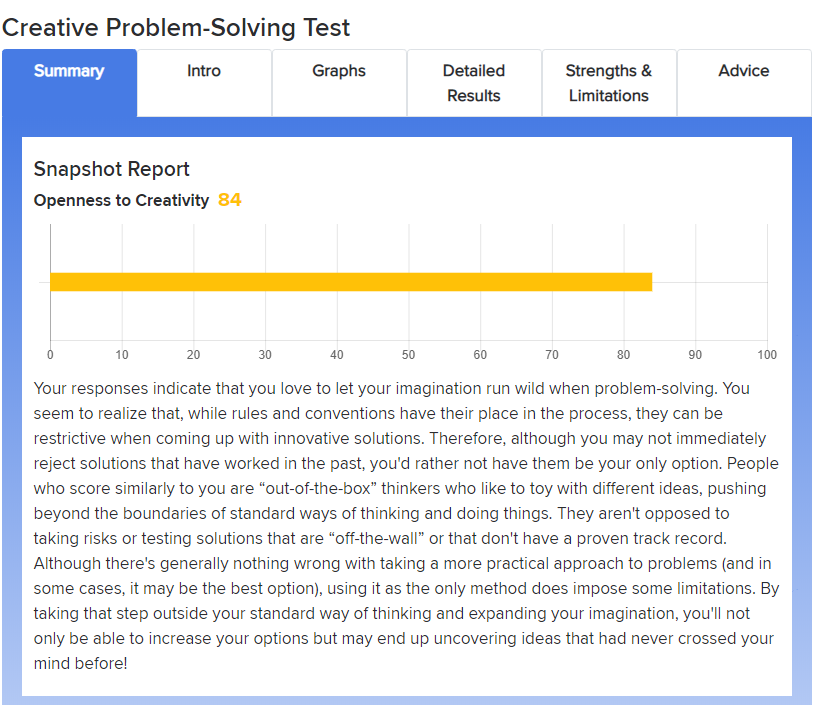 Creative Problem-Solving Test
Summary
Intro
Graphs
Detailed
Results
Strengths &
Limitations
Advice
Snapshot Report
Openness to Creativity 84
0 10 20 30 40 50 60 70 80 90 100
Your responses indicate that you love to let your imagination run wild when problem-solving. You
seem to realize that, while rules and conventions have their place in the process, they can be
restrictive when coming up with innovative solutions. Therefore, although you may not immediately
reject solutions that have worked in the past, you'd rather not have them be your only option. People
who score similarly to you are “out-of-the-box” thinkers who like to toy with different ideas, pushing
beyond the boundaries of standard ways of thinking and doing things. They aren't opposed to
taking risks or testing solutions that are “off-the-wall” or that don't have a proven track record.
Although there's generally nothing wrong with taking a more practical approach to problems (and in
some cases, it may be the best option), using it as the only method does impose some limitations. By
taking that step outside your standard way of thinking and expanding your imagination, you'll not
only be able to increase your options but may end up uncovering ideas that had never crossed your
mind before!